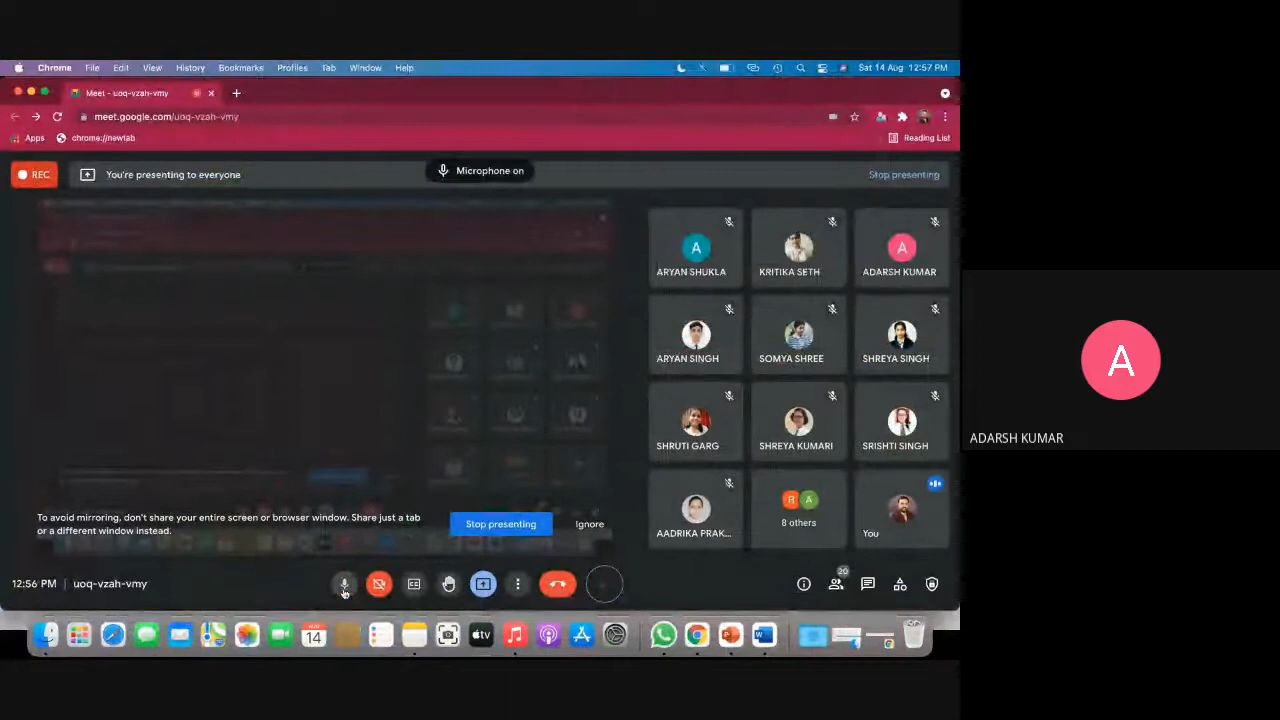 Chrome File Edit View History Bookmarks Profiles Tab Window Help Sat 14 Aug 12:57 PM
Meet - uoq-vzah-vmy
meet.google.com/uoq-vzah-vmy
Apps chrome://newtab Reading List
REC You're presenting to everyone Microphone on Stop presenting
A A
ARYAN SHUKLA KRITIKA SETH ADARSH KUMAR
ARYAN SINGH SOMYA SHREE SHREYA SINGH
A
SHRUTI GARG SHREYA KUMARI SRISHTI SINGH
ADARSH KUMAR
R A
8 others
AADRIKA PRAK... You
To avoid mirroring, don't share your entire screen or browser window. Share just a tab
or a different window instead.
Stop presenting Ignore
12:56 PM | uoq-vzah-vmy 20
AUG
14
tv
P W